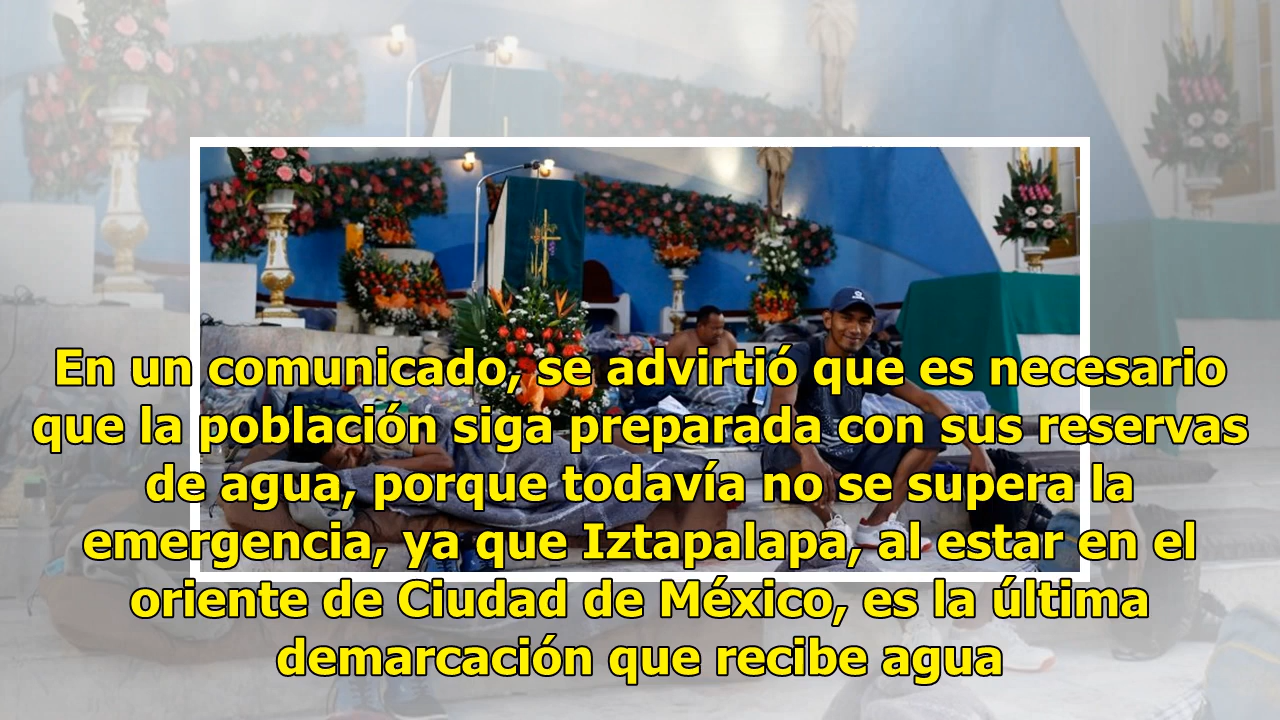 En un comunicado, se advirtió que es necesario
que la población siga preparada con sus reservas
de agua, porque todavía no se supera la
emergencia, ya que Iztapalapa, al estar en el
oriente de Ciudad de México, es la última
demarcación que recibe agua